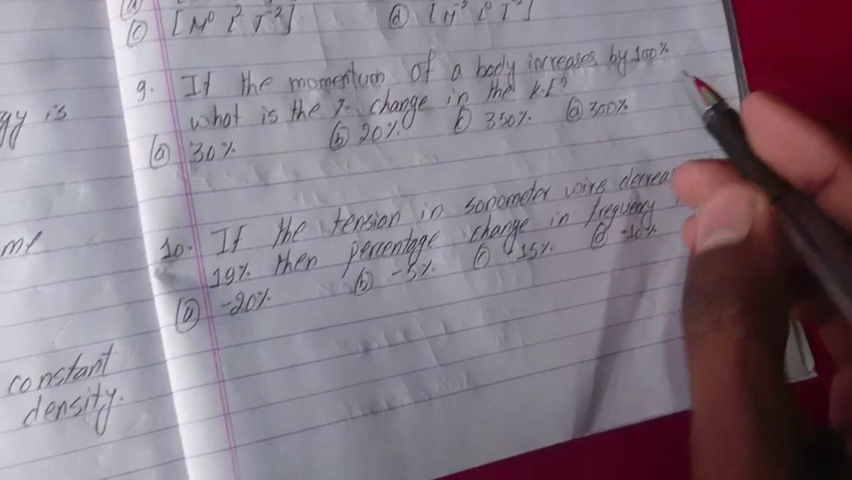 (c) [M⁰ L² T⁻²] (d) [M⁻³ L⁰ T
9. If the momentum of a body increases by 100%
what is the % change in the K.E?
(a) 30% (b) 20% (c) 350% (d) 300%
10. If the tension in sonometer wire decrea
19% then percentage change in frequency
(a) -20% (b) -5% (c) -15% (d) -10%
gy is
me
constant
density.